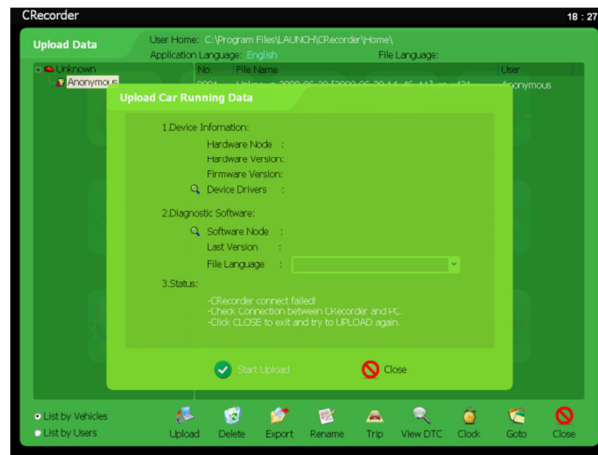 CRecorder 18 : 27
Upload Data
User Home: C:\Program Files\LAUNCH\CRecorder\Home\
Application Language: English File Language:
Unknown
No. File Name User
Anonymous
Anonymous
Upload Car Running Data
1.Device Information:
Hardware Node :
Hardware Version:
Firmware Version:
Device Drivers :
2.Diagnostic Software:
Software Node :
Last Version :
File Language :
3.Status:
-CRecorder connect failed!
-Check Connection between CRecorder and PC.
-Click CLOSE to exit and try to UPLOAD again.
Start Upload Close
List by Vehicles
List by Users
Upload Delete Export Rename Trip View DTC Clock Goto Close